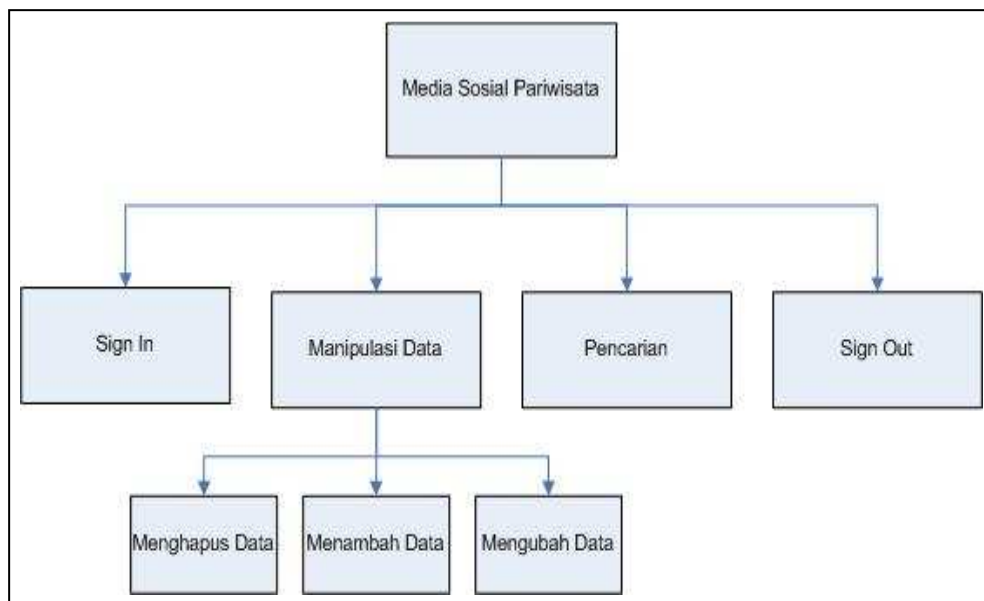 Media Sosial Pariwisata
Sign In
Manipulasi Data
Pencarian
Sign Out
Menghapus Data
Menambah Data
Mengubah Data